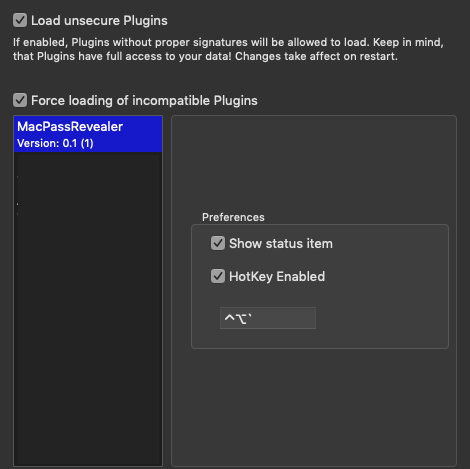 Load unsecure Plugins
If enabled, Plugins without proper signatures will be allowed to load. Keep in mind,
that Plugins have full access to your data! Changes take affect on restart.
Force loading of incompatible Plugins
MacPassRevealer
Version: 0.1 (1)
Preferences
Show status item
HotKey Enabled
^⌥`